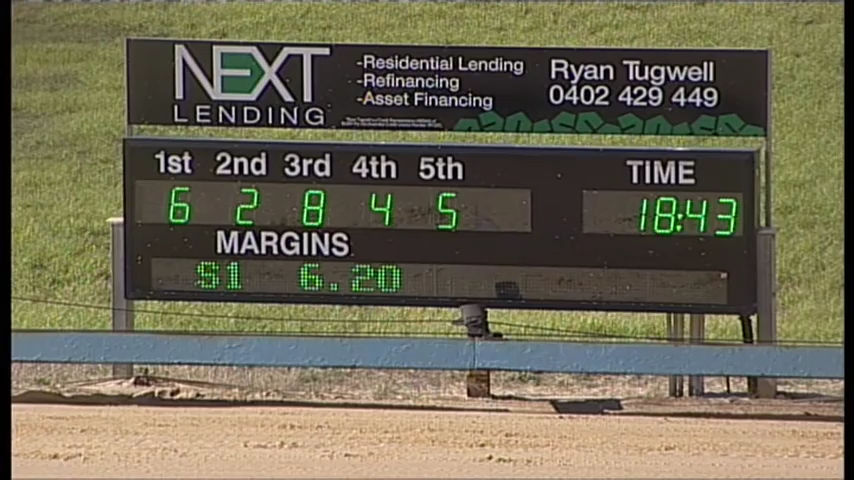 NEXT
LENDING
-Residential Lending
-Refinancing
-Asset Financing
Ryan Tugwell
0402 429 449
1st 2nd 3rd 4th 5th TIME
6 2 8 4 5 18:43
MARGINS
S1 6.20